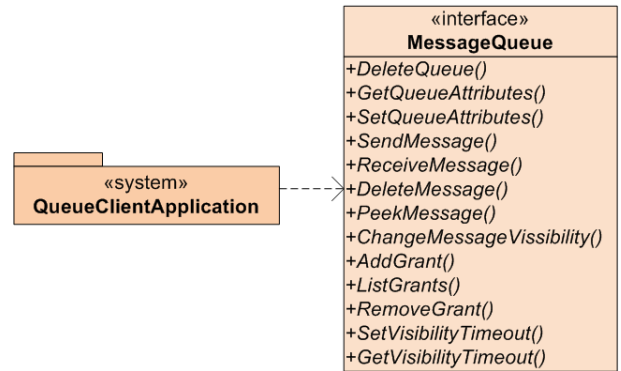 «interface»
MessageQueue
+DeleteQueue()
+GetQueueAttributes()
+SetQueueAttributes()
+SendMessage()
+ReceiveMessage()
+DeleteMessage()
+PeekMessage()
+ChangeMessageVissibility()
+AddGrant()
+ListGrants()
+RemoveGrant()
+SetVisibilityTimeout()
+GetVisibilityTimeout()
«system»
QueueClientApplication